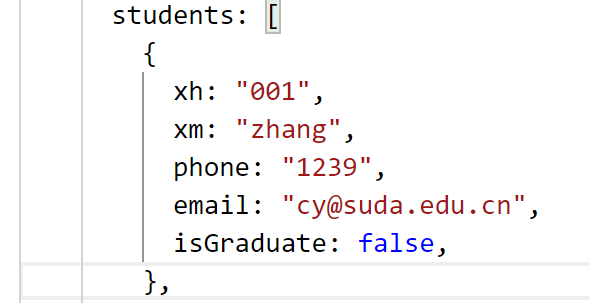 students: [
{
xh: "001",
xm: "zhang",
phone: "1239",
email: "cy@suda.edu.cn",
isGraduate: false,
},